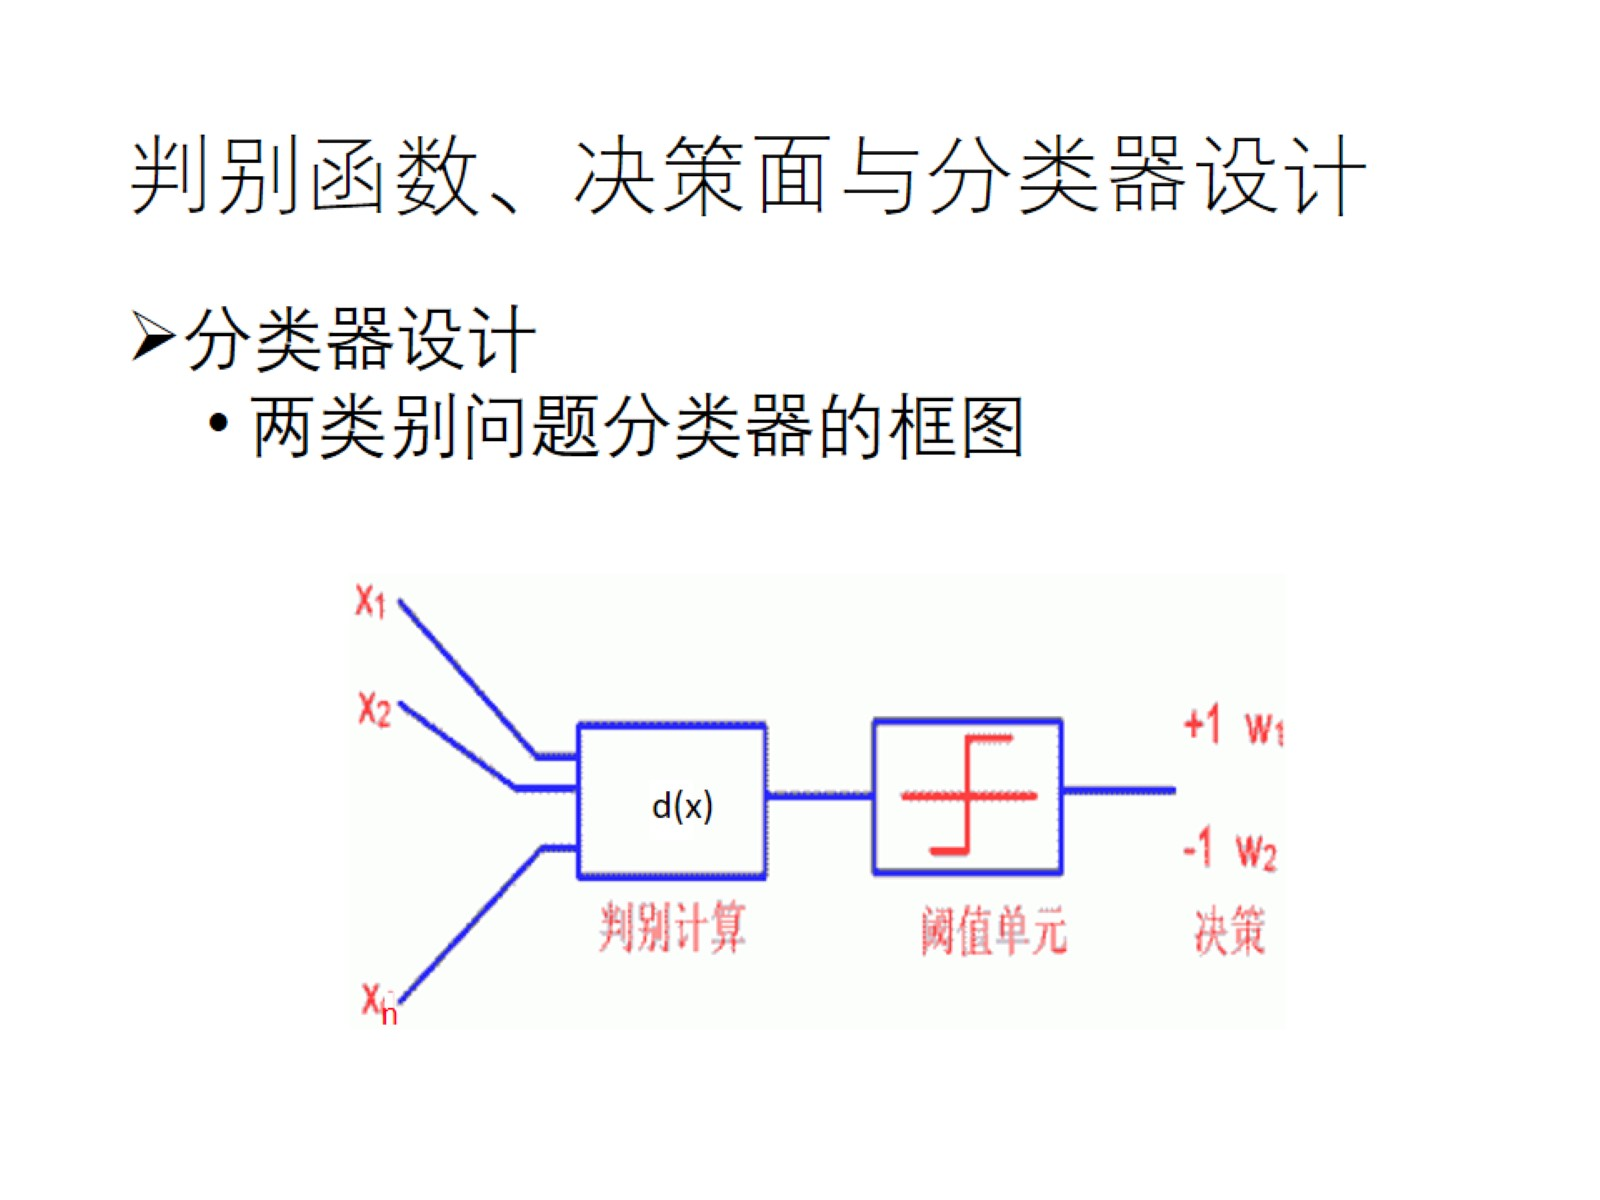 判别函数、决策面与分类器设计
分类器设计
• 两类别问题分类器的框图
x1
x2
xn
d(x)
判别计算
阈值单元
+1 w1
-1 w2
决策